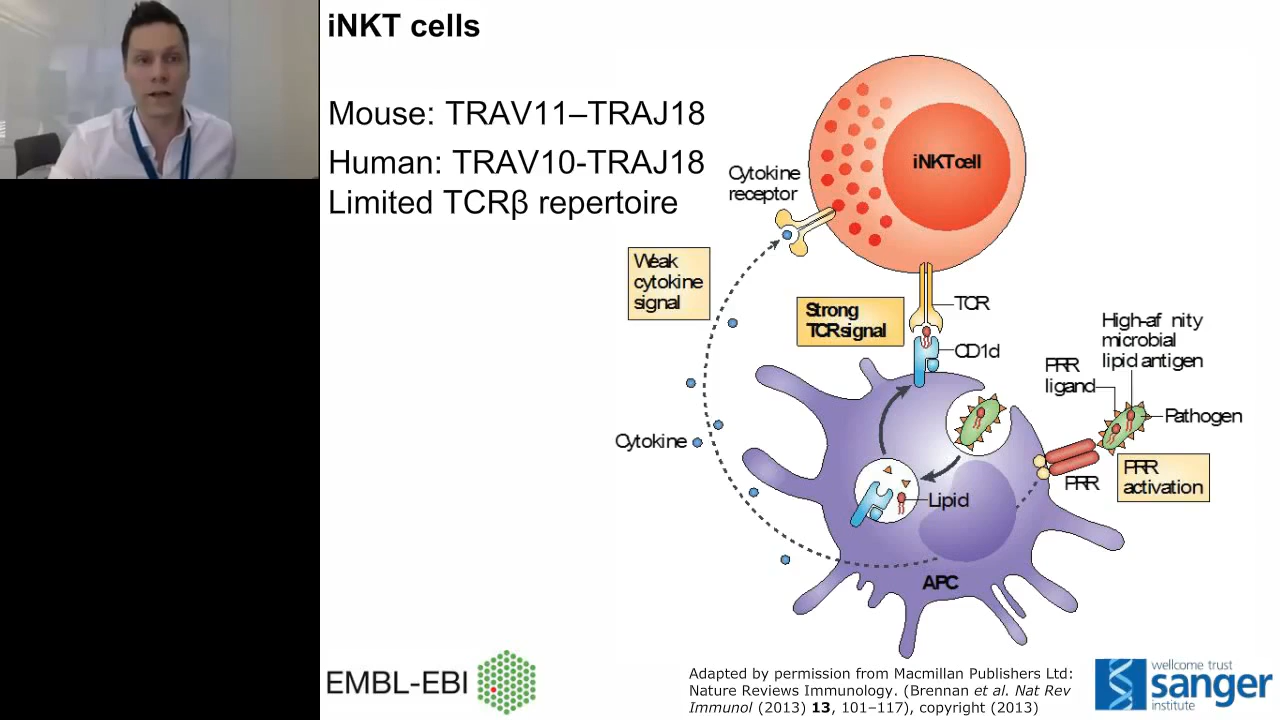 iNKT cells
Mouse: TRAV11–TRAJ18
Human: TRAV10-TRAJ18
Limited TCRβ repertoire
Cytokine
receptor
iNKT cell
Weak
cytokine
signal
Strong
TCR signal
TCR
CD1d
High-af nity
microbial
lipid antigen
PRR
ligand
Pathogen
Cytokine
PRR
PRR
activation
Lipid
APC
EMBL-EBI
Adapted by permission from Macmillan Publishers Ltd:
Nature Reviews Immunology. (Brennan et al. Nat Rev
Immunol (2013) 13, 101–117), copyright (2013)
wellcome trust
sanger
institute